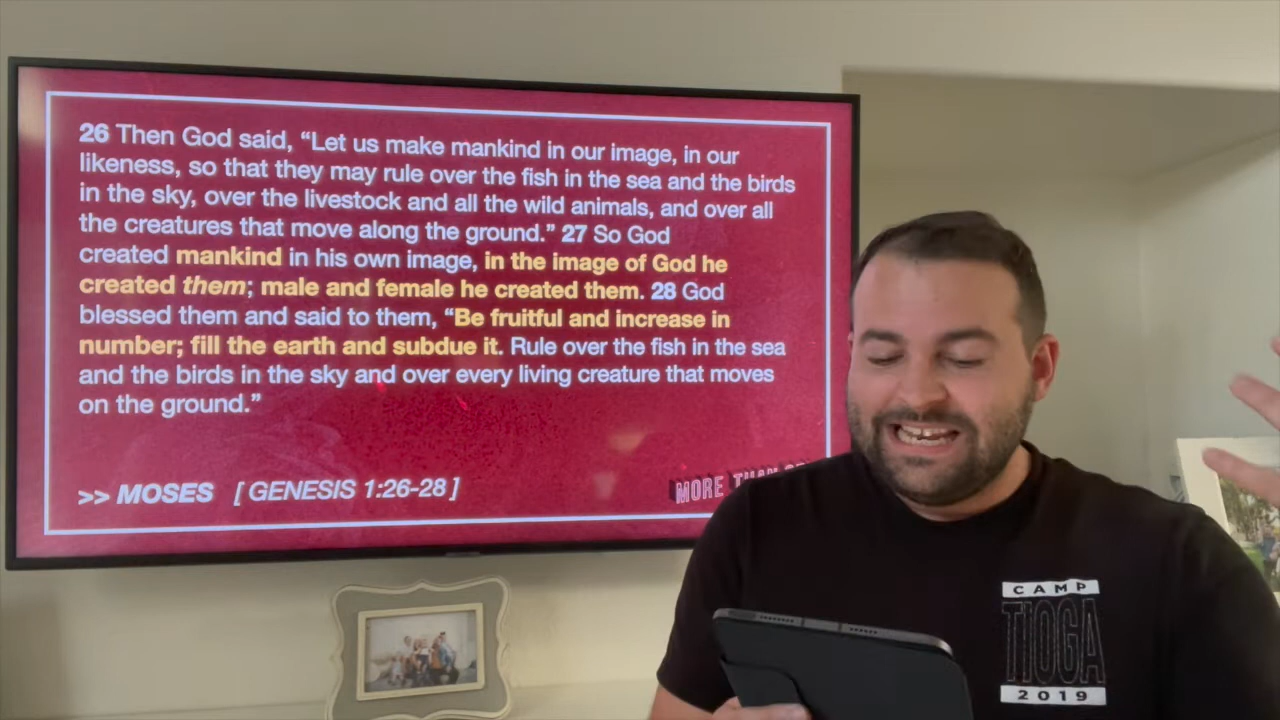 26 Then God said, “Let us make mankind in our image, in our
likeness, so that they may rule over the fish in the sea and the birds
in the sky, over the livestock and all the wild animals, and over all
the creatures that move along the ground.” 27 So God
created mankind in his own image, in the image of God he
created them; male and female he created them. 28 God
blessed them and said to them, “Be fruitful and increase in
number; fill the earth and subdue it. Rule over the fish in the sea
and the birds in the sky and over every living creature that moves
on the ground.”
>> MOSES [ GENESIS 1:26-28 ]
MORE THAN
CAMP
TIOGA
2019